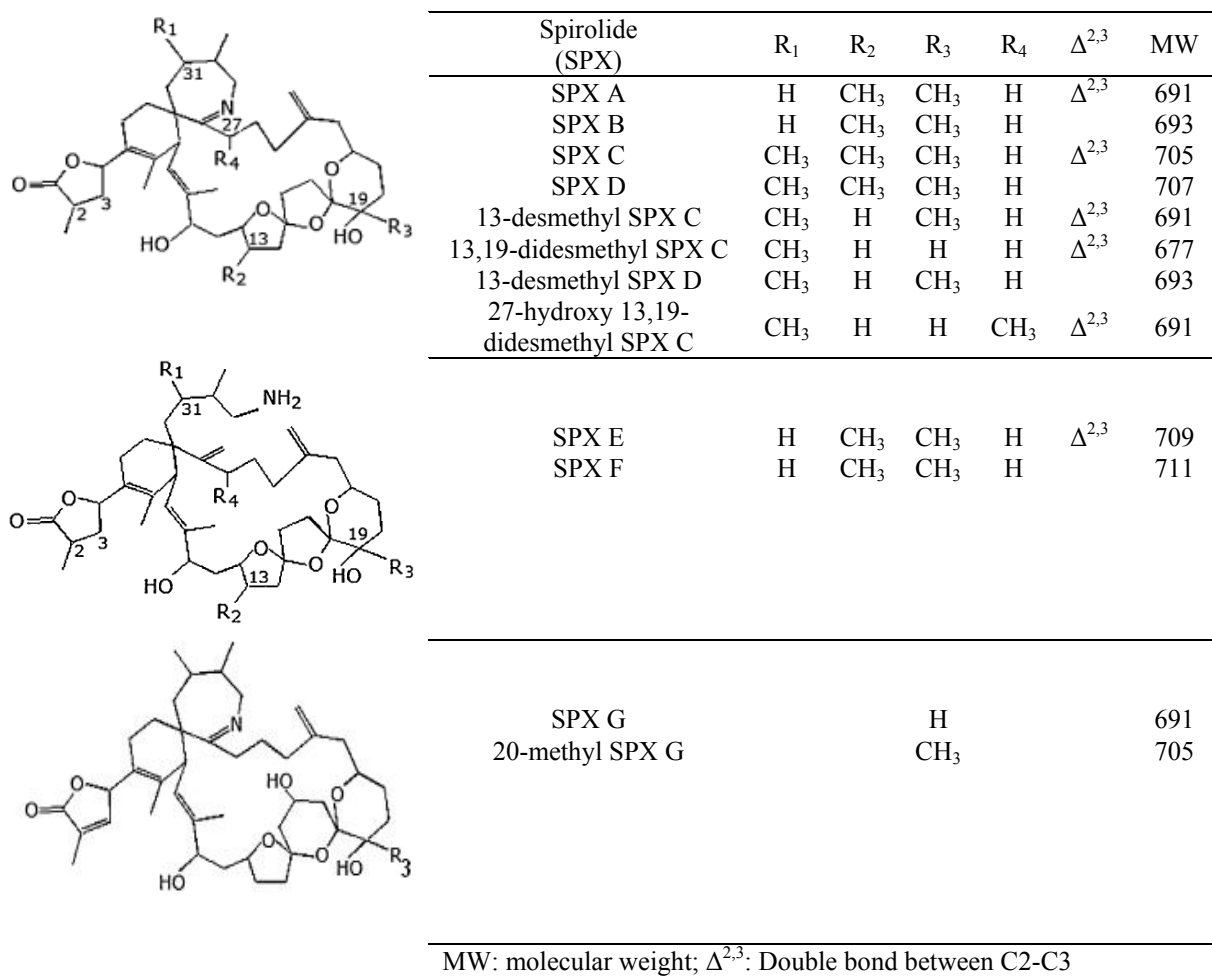 Spirolide (SPX) R1 R2 R3 R4 Δ2,3 MW
SPX A H CH3 CH3 H Δ2,3 691
SPX B H CH3 CH3 H 693
SPX C CH3 CH3 CH3 H Δ2,3 705
SPX D CH3 CH3 CH3 H 707
13-desmethyl SPX C CH3 H CH3 H Δ2,3 691
13,19-didesmethyl SPX C CH3 H H H Δ2,3 677
13-desmethyl SPX D CH3 H CH3 H 693
27-hydroxy 13,19-
didesmethyl SPX C CH3 H H CH3 Δ2,3 691
R1
31
N
27
R4
O
O
2
3
HO
O
13
R2
O
O
19
HO
R3
SPX E H CH3 CH3 H Δ2,3 709
SPX F H CH3 CH3 H 711
R1
31
NH2
R4
O
O
2
3
HO
O
13
R2
O
O
19
HO
R3
SPX G H 691
20-methyl SPX G CH3 705
N
O
O
HO
HO
O
O
O
HO
R3
MW: molecular weight; Δ2,3: Double bond between C2-C3